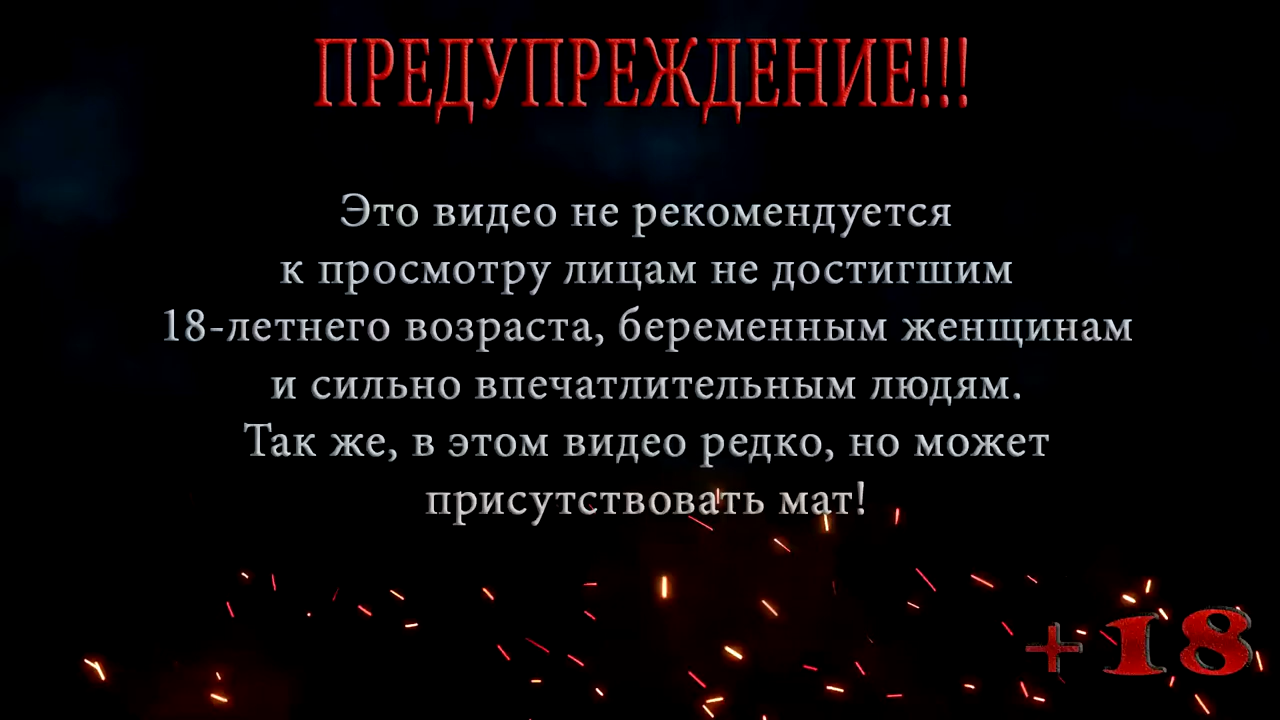 ПРЕДУПРЕЖДЕНИЕ!!!
Это видео не рекомендуется
к просмотру лицам не достигшим
18-летнего возраста, беременным женщинам
и сильно впечатлительным людям.
Так же, в этом видео редко, но может
присутствовать мат!
+18